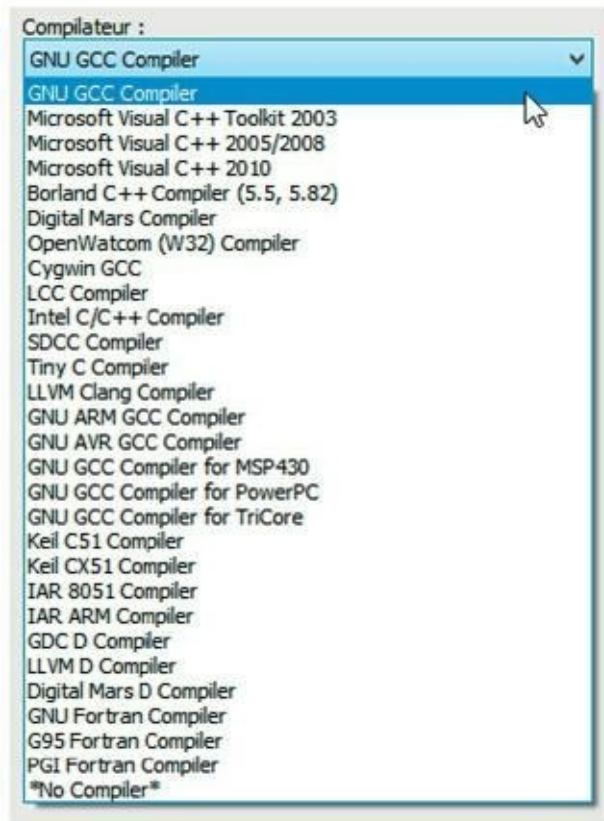 Compilateur :
GNU GCC Compiler
GNU GCC Compiler
Microsoft Visual C++ Toolkit 2003
Microsoft Visual C++ 2005/2008
Microsoft Visual C++ 2010
Borland C++ Compiler (5.5, 5.82)
Digital Mars Compiler
OpenWatcom (W32) Compiler
Cygwin GCC
LCC Compiler
Intel C/C++ Compiler
SDCC Compiler
Tiny C Compiler
LLVM Clang Compiler
GNU ARM GCC Compiler
GNU AVR GCC Compiler
GNU GCC Compiler for MSP430
GNU GCC Compiler for PowerPC
GNU GCC Compiler for TriCore
Keil C51 Compiler
Keil CX51 Compiler
IAR 8051 Compiler
IAR ARM Compiler
GDC D Compiler
LLVM D Compiler
Digital Mars D Compiler
GNU Fortran Compiler
G95 Fortran Compiler
PGI Fortran Compiler
*No Compiler*